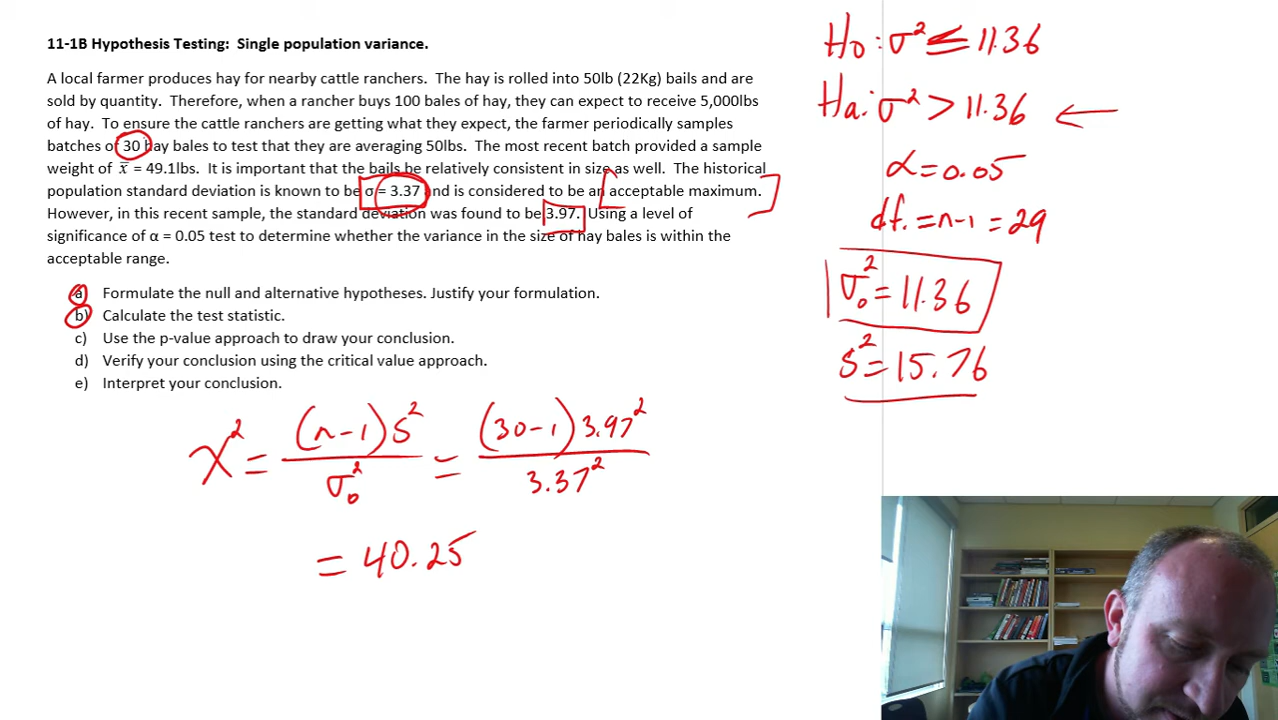 11-1B Hypothesis Testing: Single population variance.
A local farmer produces hay for nearby cattle ranchers. The hay is rolled into 50lb (22Kg) bails and are
sold by quantity. Therefore, when a rancher buys 100 bales of hay, they can expect to receive 5,000lbs
of hay. To ensure the cattle ranchers are getting what they expect, the farmer periodically samples
batches of 30 hay bales to test that they are averaging 50lbs. The most recent batch provided a sample
weight of x̄ = 49.1lbs. It is important that the bails be relatively consistent in size as well. The historical
population standard deviation is known to be σ = 3.37 and is considered to be an acceptable maximum.
However, in this recent sample, the standard deviation was found to be 3.97. Using a level of
significance of α = 0.05 test to determine whether the variance in the size of hay bales is within the
acceptable range.
a) Formulate the null and alternative hypotheses. Justify your formulation.
b) Calculate the test statistic.
c) Use the p-value approach to draw your conclusion.
d) Verify your conclusion using the critical value approach.
e) Interpret your conclusion.
χ² = (n-1)S² / σ₀² = (30-1)3.97² / 3.37²
= 40.25
Ho: σ² ≤ 11.36
Ha: σ² > 11.36 ←
α = 0.05
df. = n-1 = 29
σ₀² = 11.36
S² = 15.76